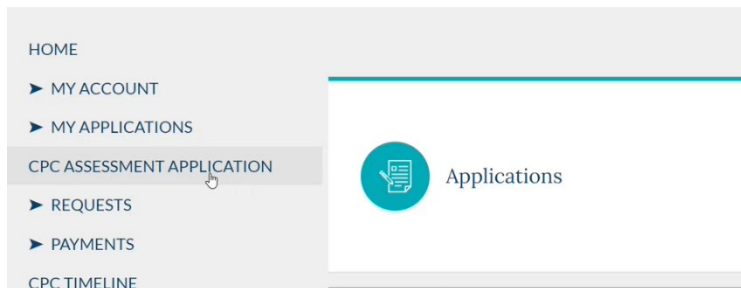 HOME
➤ MY ACCOUNT
➤ MY APPLICATIONS
CPC ASSESSMENT APPLICATION
➤ REQUESTS
➤ PAYMENTS
CPC TIMELINE
Applications